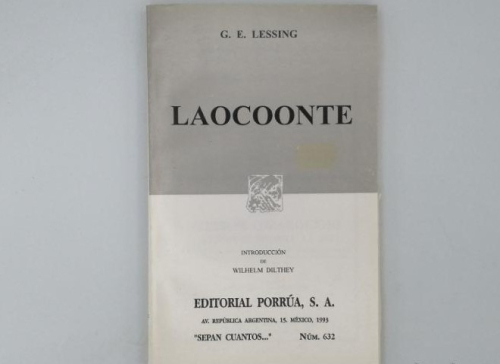 G. E. LESSING
LAOCOONTE
INTRODUCCIÓN
DE
WILHELM DILTHEY
EDITORIAL PORRÚA, S. A.
AV. REPÚBLICA ARGENTINA, 15. MÉXICO, 1993
"SEPAN CUANTOS..." NÚM. 632